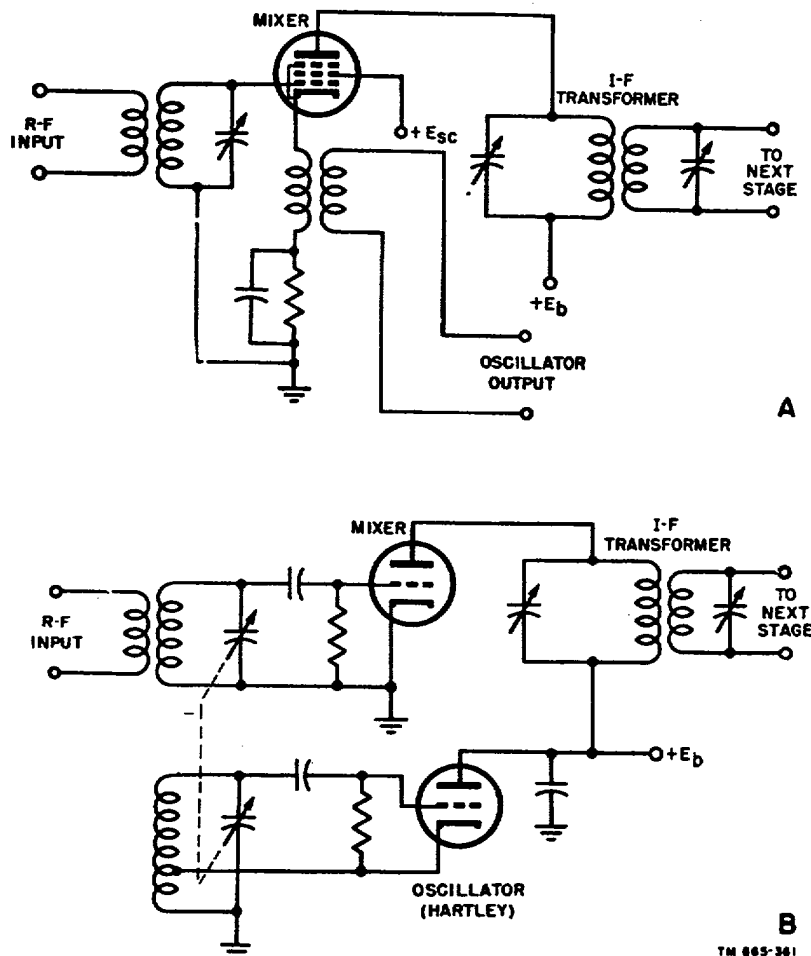 MIXER
I-F
TRANSFORMER
R-F
INPUT
+Esc
TO
NEXT
STAGE
+Eb
OSCILLATOR
OUTPUT
A
MIXER
I-F
TRANSFORMER
R-F
INPUT
TO
NEXT
STAGE
+Eb
OSCILLATOR
(HARTLEY)
B
TM 665-361